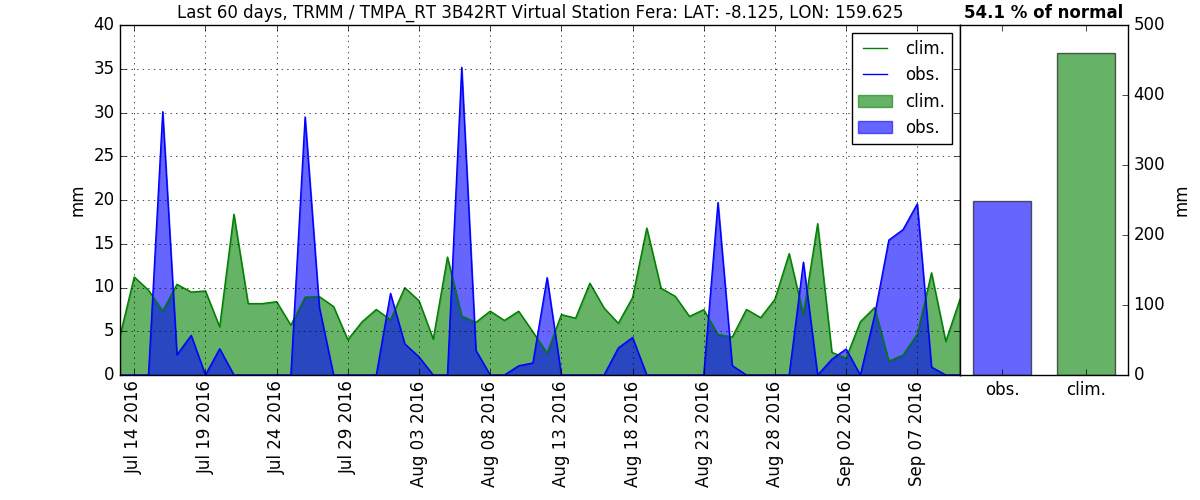 Last 60 days, TRMM / TMPA_RT 3B42RT Virtual Station Fera: LAT: -8.125, LON: 159.625
54.1 % of normal
40
35
30
25
20
15
10
5
0
mm
clim.
obs.
clim.
obs.
Jul 14 2016
Jul 19 2016
Jul 24 2016
Jul 29 2016
Aug 03 2016
Aug 08 2016
Aug 13 2016
Aug 18 2016
Aug 23 2016
Aug 28 2016
Sep 02 2016
Sep 07 2016
500
400
300
200
100
0
mm
obs.
clim.